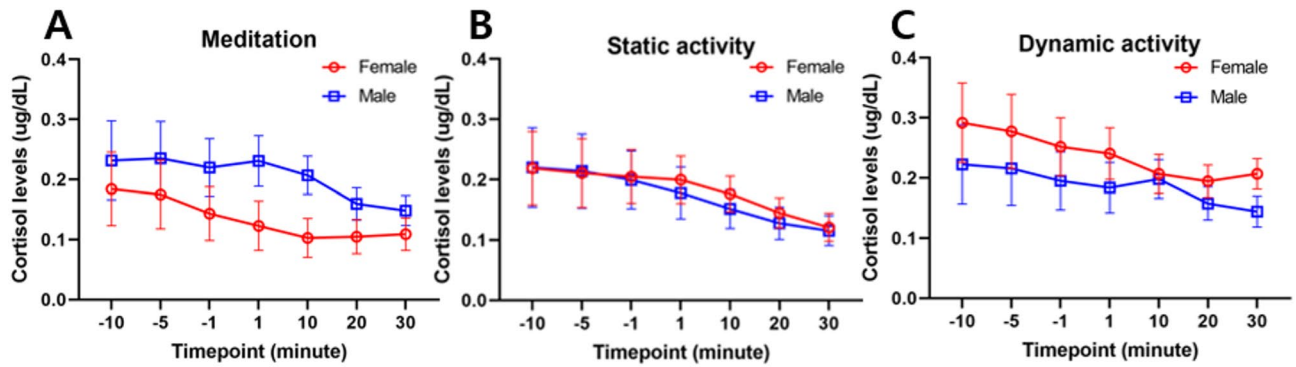 A
Meditation
Female
Male
Cortisol levels (ug/dL)
0.4
0.3
0.2
0.1
0.0
-10 -5 -1 1 10 20 30
Timepoint (minute)
B
Static activity
Female
Male
Cortisol levels (ug/dL)
0.4
0.3
0.2
0.1
0.0
-10 -5 -1 1 10 20 30
Timepoint (minute)
C
Dynamic activity
Female
Male
Cortisol levels (ug/dL)
0.4
0.3
0.2
0.1
0.0
-10 -5 -1 1 10 20 30
Timepoint (minute)